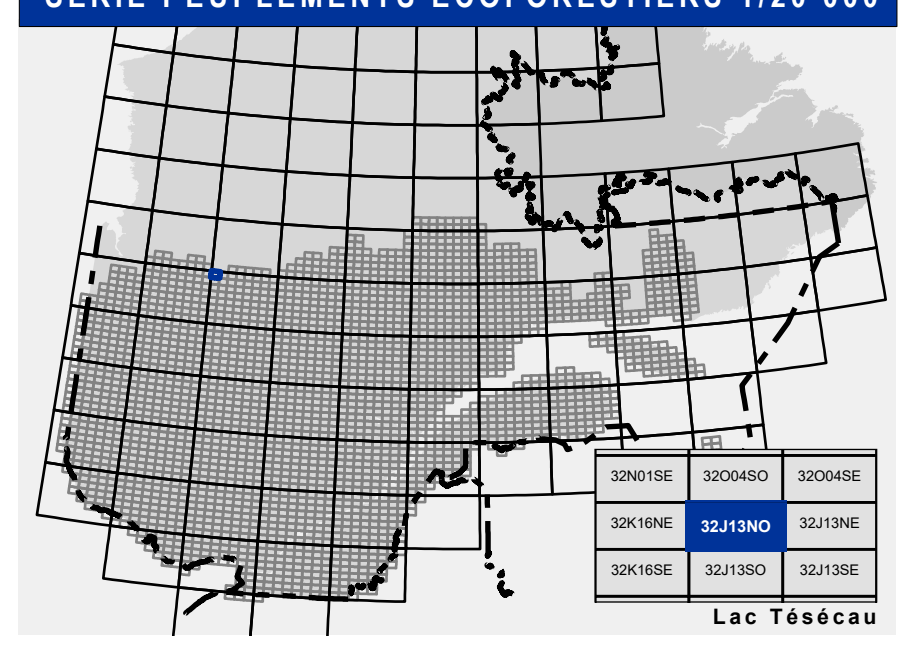 SÉRIE PEUPLEMENTS ÉCOFORESTIERS 1/20 000
32N01SE 32O04SO 32O04SE
32K16NE 32J13NO 32J13NE
32K16SE 32J13SO 32J13SE
Lac Tésécau